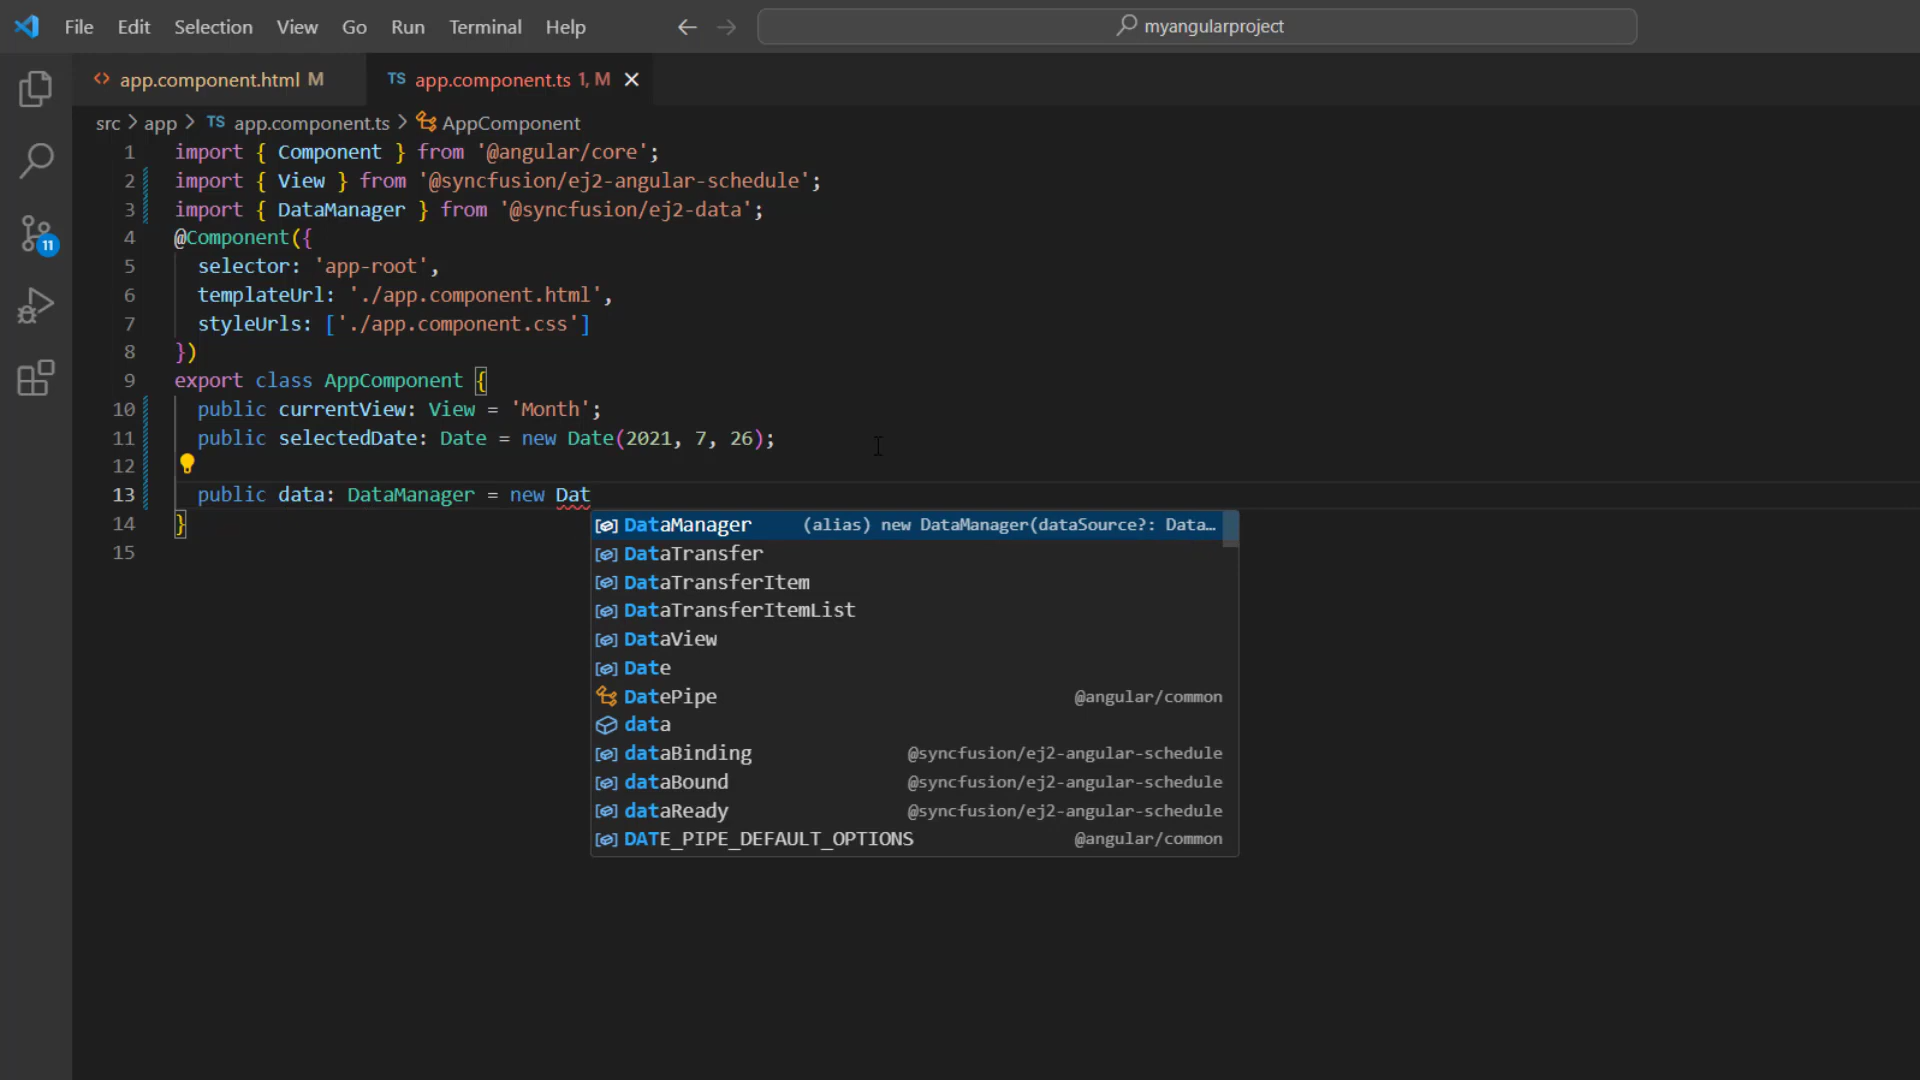 File Edit Selection View Go Run Terminal Help myangularproject
app.component.html M TS app.component.ts 1, M
src > app > TS app.component.ts > AppComponent
1 import { Component } from '@angular/core';
2 import { View } from '@syncfusion/ej2-angular-schedule';
3 import { DataManager } from '@syncfusion/ej2-data';
4 @Component({
5 selector: 'app-root',
6 templateUrl: './app.component.html',
7 styleUrls: ['./app.component.css']
8 })
9 export class AppComponent {
10 public currentView: View = 'Month';
11 public selectedDate: Date = new Date(2021, 7, 26);
12
13 public data: DataManager = new Dat
14 }
15
DataManager (alias) new DataManager(dataSource?: Data…
DataTransfer
DataTransferItem
DataTransferItemList
DataView
Date
DatePipe @angular/common
data
dataBinding @syncfusion/ej2-angular-schedule
dataBound @syncfusion/ej2-angular-schedule
dataReady @syncfusion/ej2-angular-schedule
DATE_PIPE_DEFAULT_OPTIONS @angular/common
11